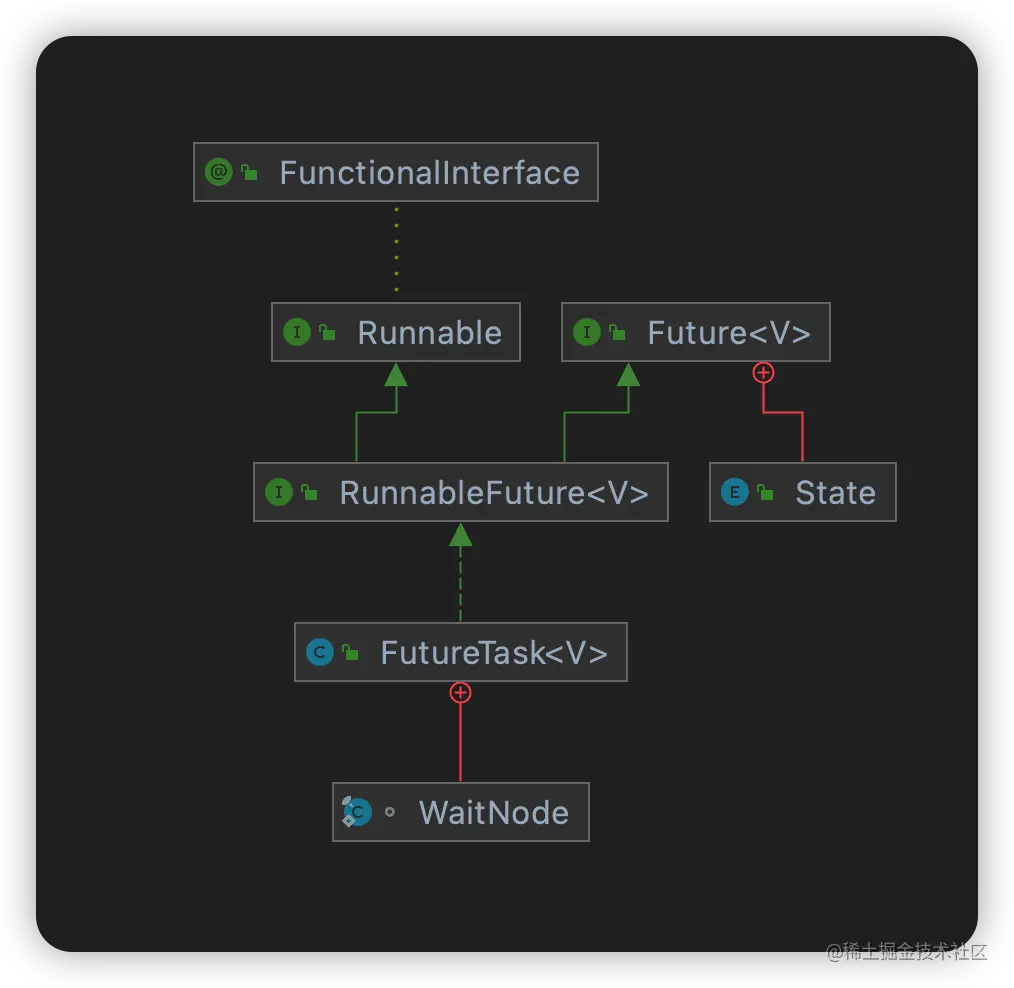 @ FunctionalInterface
I Runnable
I Future<V>
I RunnableFuture<V>
E State
C FutureTask<V>
C WaitNode
@稀土掘金技术社区